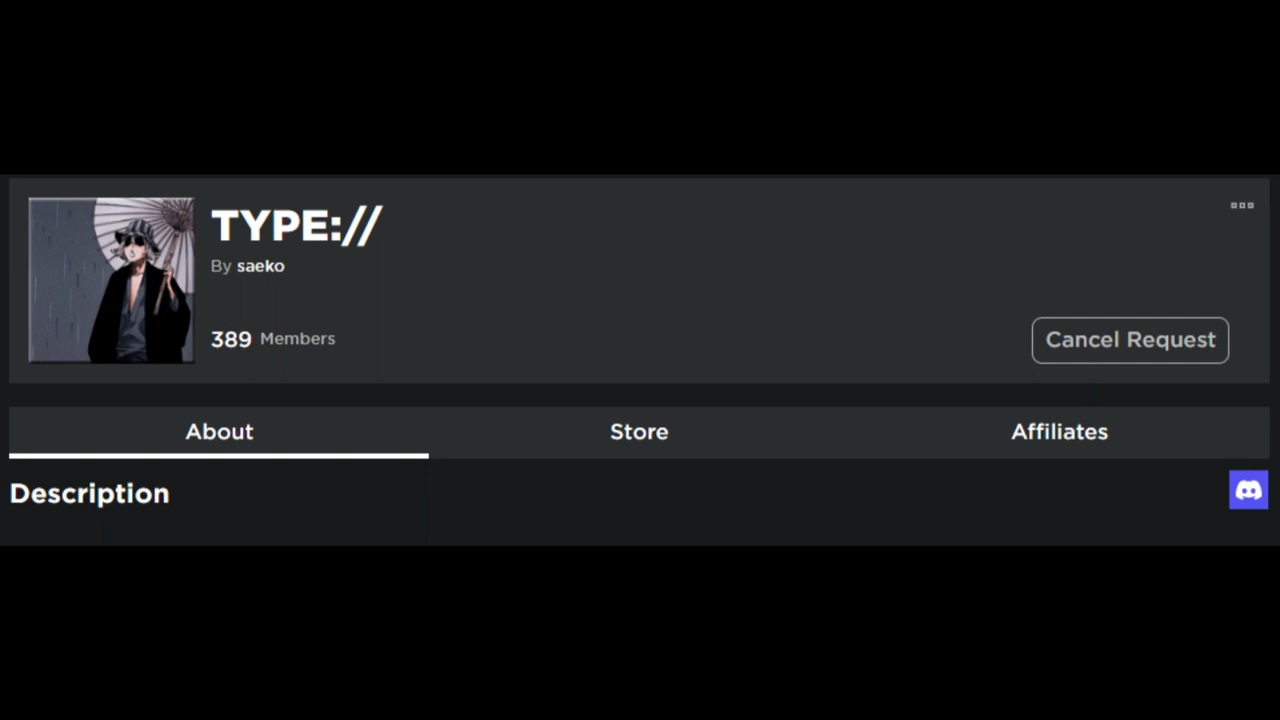 TYPE://
By saeko
389 Members
Cancel Request
About Store Affiliates
Description